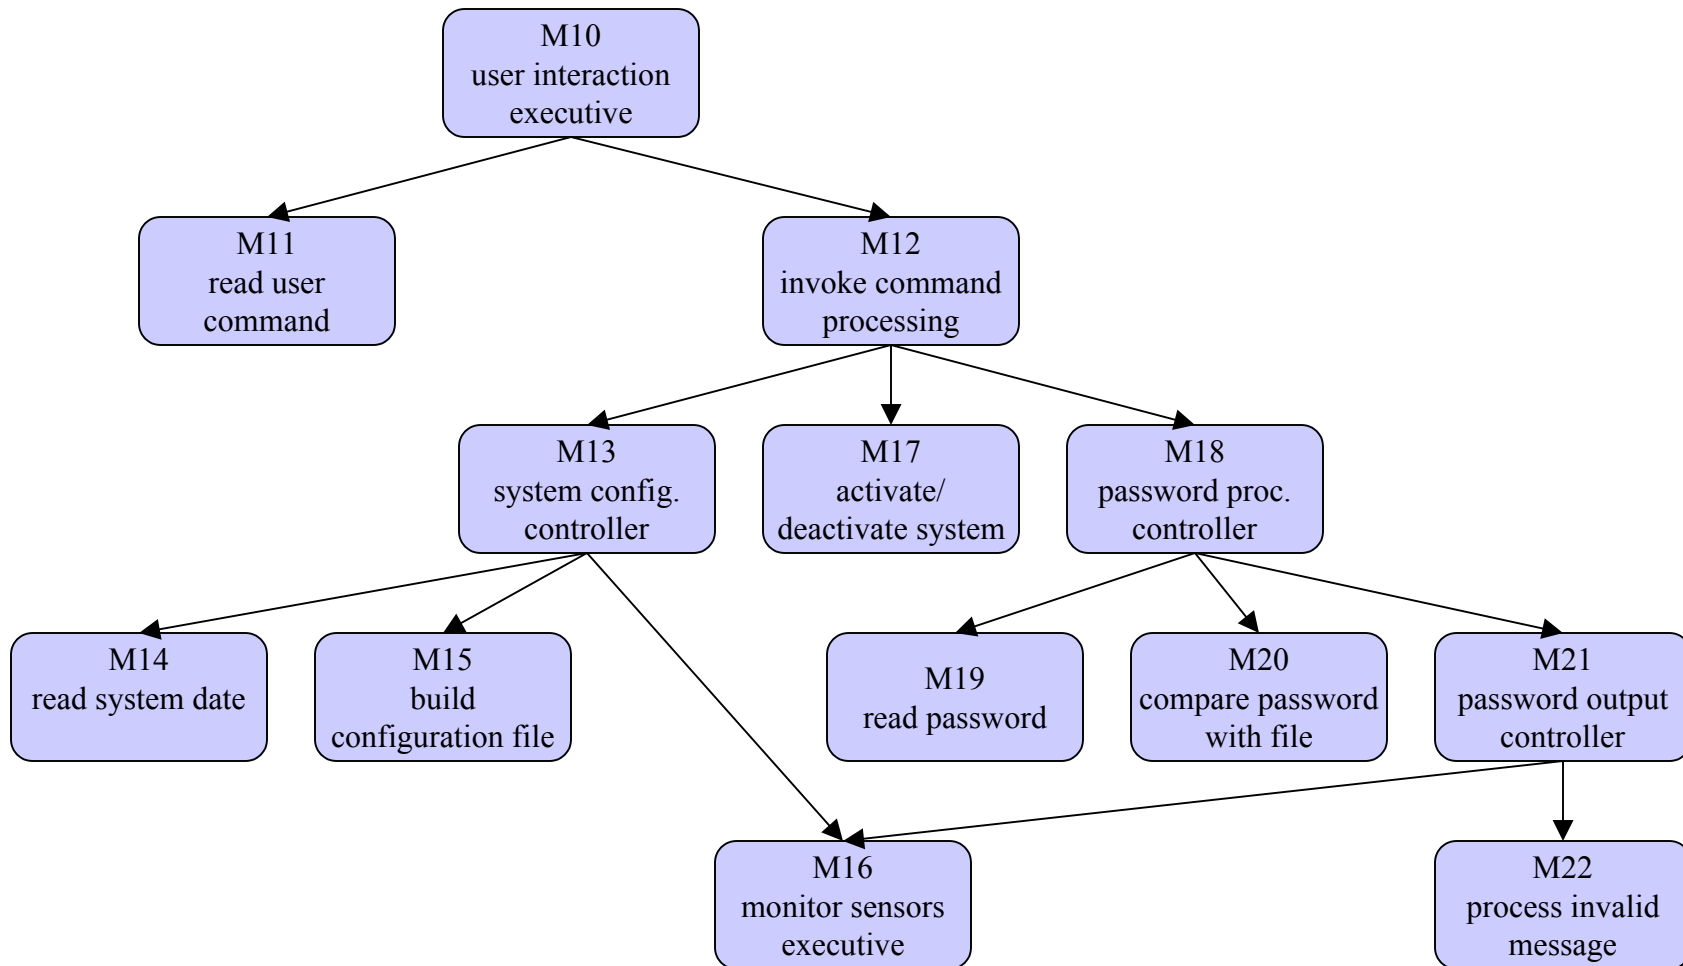 M10
user interaction
executive
M11
read user
command
M12
invoke command
processing
M13
system config.
controller
M17
activate/
deactivate system
M18
password proc.
controller
M14
read system date
M15
build
configuration file
M19
read password
M20
compare password
with file
M21
password output
controller
M16
monitor sensors
executive
M22
process invalid
message